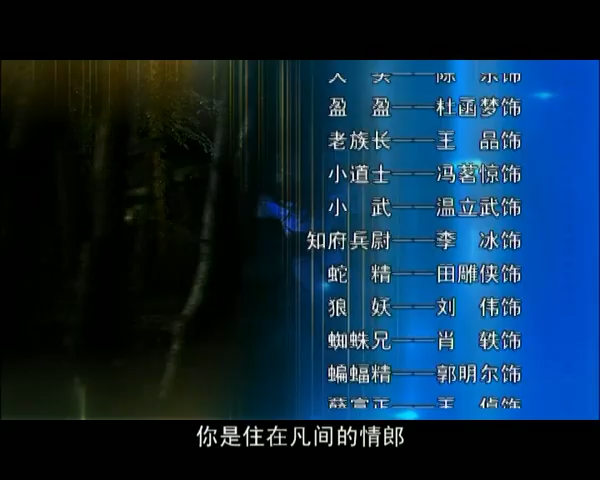 盈 盈——杜函梦饰
老族长——王 品饰
小道士——冯茗惊饰
小 武——温立武饰
知府兵尉——李 冰饰
蛇 精——田雕侠饰
狼 妖——刘 伟饰
蜘蛛兄——肖 轶饰
蝙蝠精——郭明尔饰
你是住在凡间的情郎